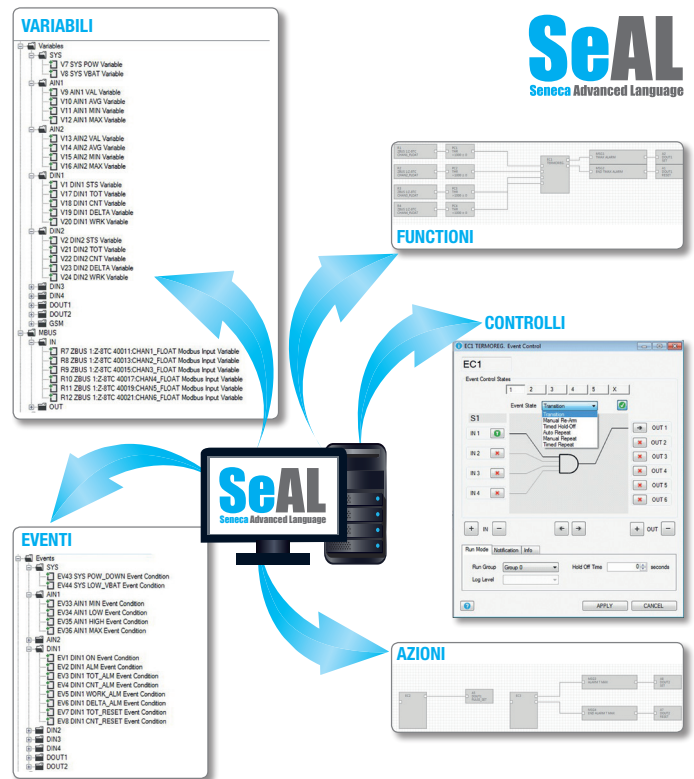 VARIABILI
Variables
SYS
V7 SYS POW Variable
V8 SYS VBAT Variable
AIN1
V9 AIN1 VAL Variable
V10 AIN1 AVG Variable
V11 AIN1 MIN Variable
V12 AIN1 MAX Variable
AIN2
V13 AIN2 VAL Variable
V14 AIN2 AVG Variable
V15 AIN2 MIN Variable
V16 AIN2 MAX Variable
DIN1
V1 DIN1 STS Variable
V17 DIN1 TOT Variable
V18 DIN1 CNT Variable
V19 DIN1 DELTA Variable
V20 DIN1 WRK Variable
DIN2
V2 DIN2 STS Variable
V21 DIN2 TOT Variable
V22 DIN2 CNT Variable
V23 DIN2 DELTA Variable
V24 DIN2 WRK Variable
DIN3
DIN4
DOUT1
DOUT2
GSM
MBUS
IN
R7 ZBUS 1:Z-8TC 40011:CHAN1_FLOAT Modbus Input Variable
R8 ZBUS 1:Z-8TC 40013:CHAN2_FLOAT Modbus Input Variable
R9 ZBUS 1:Z-8TC 40015:CHAN3_FLOAT Modbus Input Variable
R10 ZBUS 1:Z-8TC 40017:CHAN4_FLOAT Modbus Input Variable
R11 ZBUS 1:Z-8TC 40019:CHAN5_FLOAT Modbus Input Variable
R12 ZBUS 1:Z-8TC 40021:CHAN6_FLOAT Modbus Input Variable
OUT
SeAL
Seneca Advanced Language
FUNCTIONI
CONTROLLI
EC1 TERMOREG. Event Control
EC1
Event Control States
1 2 3 4 5 X
Event State Transition
Transition
Manual Re-Arm
Timed Hold-Off
Auto Repeat
Manual Repeat
Timed Repeat
S1
IN 1
IN 2
IN 3
IN 4
OUT 1
OUT 2
OUT 3
OUT 4
OUT 5
OUT 6
+ IN −
+ OUT −
Run Mode Notification Info
Run Group Group 0 Hold Off Time 0 seconds
Log Level
APPLY CANCEL
SeAL
Seneca Advanced Language
EVENTI
Events
SYS
EV43 SYS POW_DOWN Event Condition
EV44 SYS LOW_VBAT Event Condition
AIN1
EV33 AIN1 MIN Event Condition
EV34 AIN1 LOW Event Condition
EV35 AIN1 HIGH Event Condition
EV36 AIN1 MAX Event Condition
AIN2
DIN1
EV1 DIN1 ON Event Condition
EV2 DIN1 ALM Event Condition
EV3 DIN1 TOT_ALM Event Condition
EV4 DIN1 CNT_ALM Event Condition
EV5 DIN1 WORK_ALM Event Condition
EV6 DIN1 DELTA_ALM Event Condition
EV7 DIN1 TOT_RESET Event Condition
EV8 DIN1 CNT_RESET Event Condition
DIN2
DIN3
DIN4
DOUT1
DOUT2
AZIONI